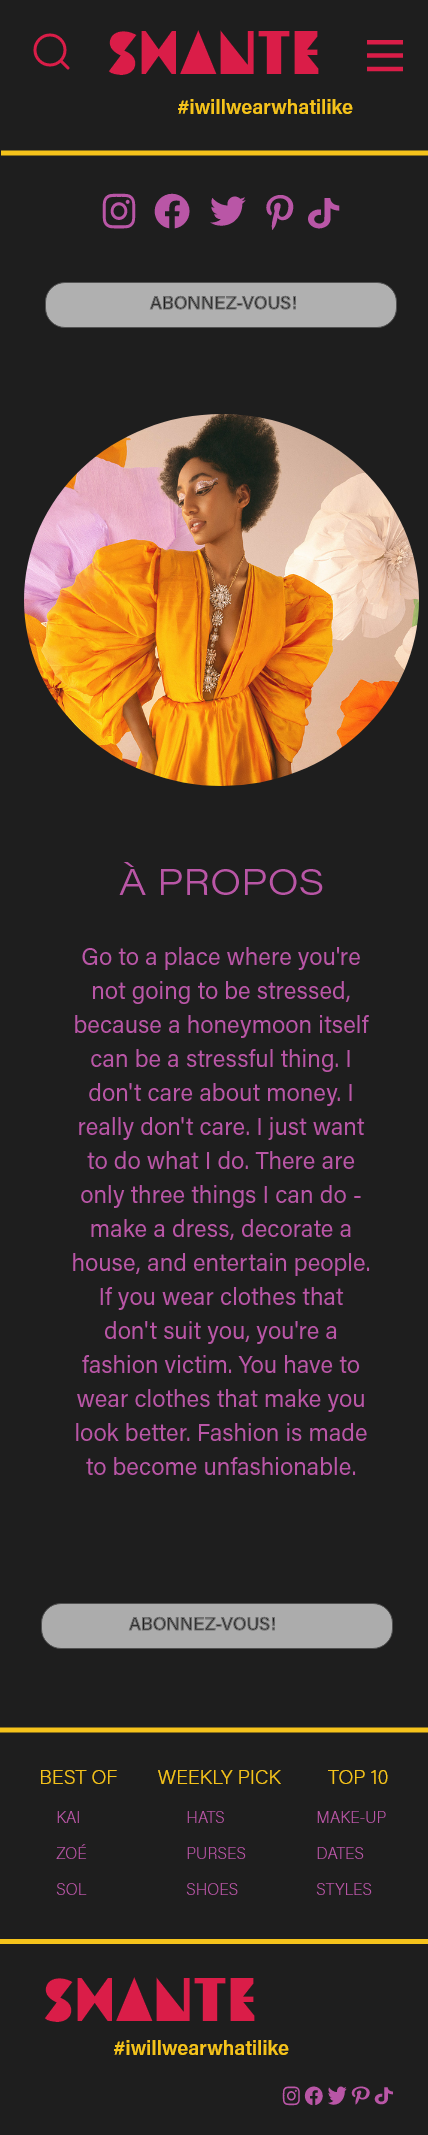 SHANTE
#iwillwearwhatilike
ABONNEZ-VOUS!
À PROPOS
Go to a place where you're
not going to be stressed,
because a honeymoon itself
can be a stressful thing. I
don't care about money. I
really don't care. I just want
to do what I do. There are
only three things I can do -
make a dress, decorate a
house, and entertain people.
If you wear clothes that
don't suit you, you're a
fashion victim. You have to
wear clothes that make you
look better. Fashion is made
to become unfashionable.
ABONNEZ-VOUS!
BEST OF WEEKLY PICK TOP 10
KAI HATS MAKE-UP
ZOÉ PURSES DATES
SOL SHOES STYLES
SHANTE
#iwillwearwhatilike